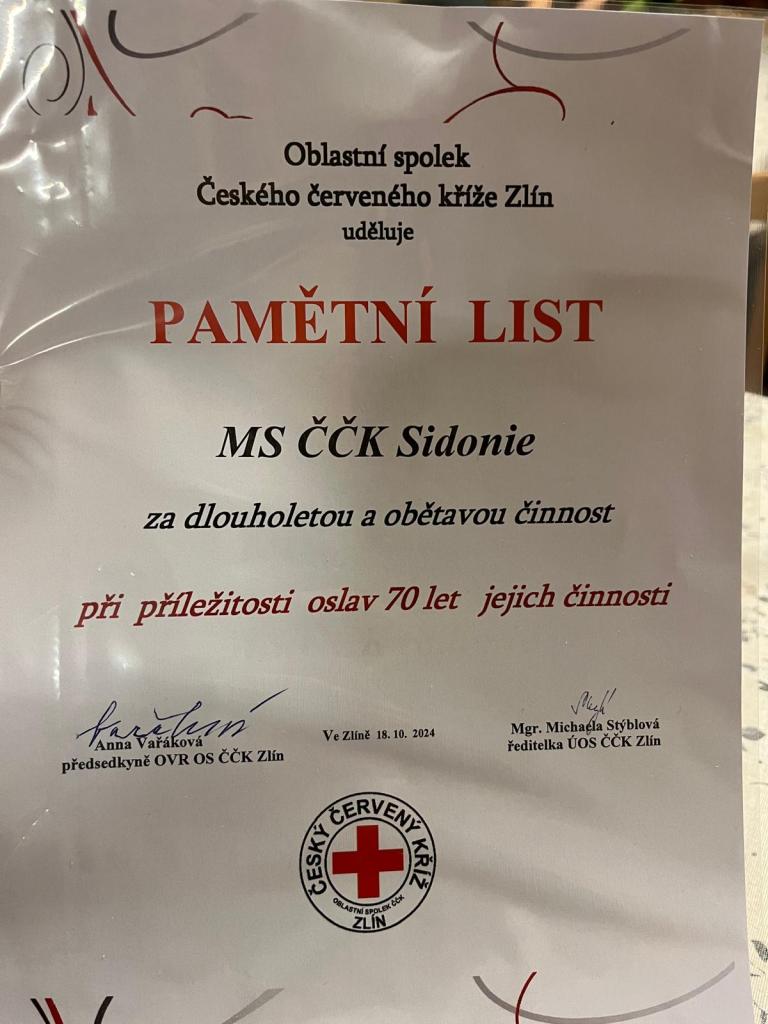 Oblastní spolek
Českého červeného kříže Zlín
uděluje
PAMĚTNÍ LIST
MS ČČK Sidonie
za dlouholetou a obětavou činnost
při příležitosti oslav 70 let jejich činnosti
Anna Vařáková
předsedkyně OVR OS ČČK Zlín
Ve Zlíně 18. 10. 2024
Mgr. Michaela Stýblová
ředitelka ÚOS ČČK Zlín
ČESKÝ ČERVENÝ KŘÍŽ
OBLASTNÍ SPOLEK ČČK
ZLÍN